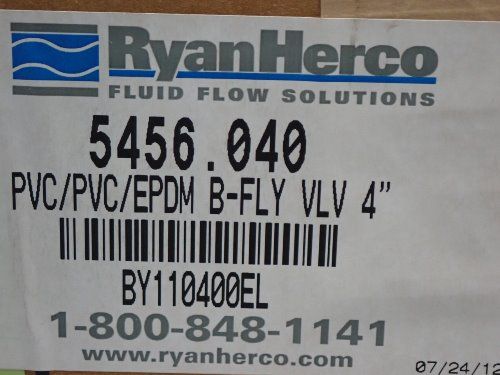 RyanHerco
FLUID FLOW SOLUTIONS
5456.040
PVC/PVC/EPDM B-FLY VLV 4"
BY110400EL
1-800-848-1141
www.ryanherco.com
07/24/12